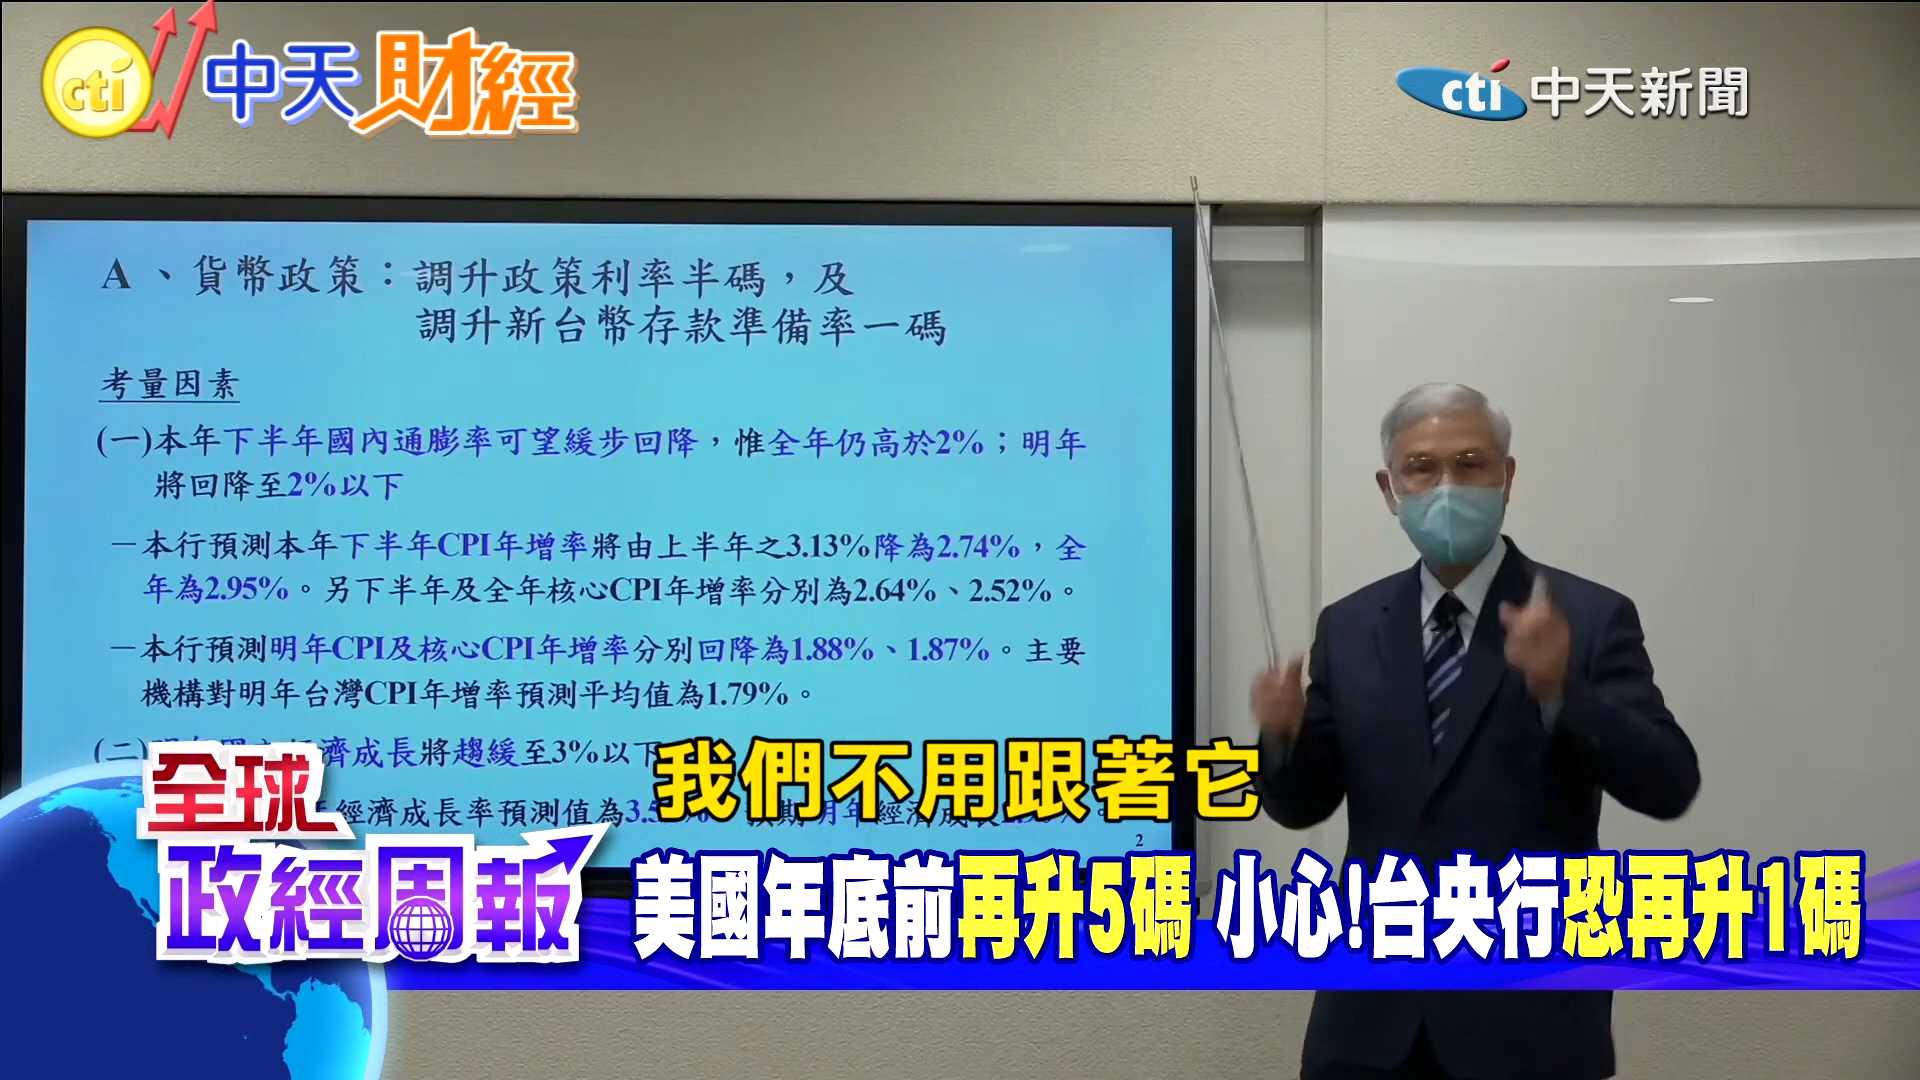 cti 中天財經
cti 中天新聞
A、貨幣政策：調升政策利率半碼，及
調升新台幣存款準備率一碼
考量因素
(一)本年下半年國內通膨率可望緩步回降，惟全年仍高於2%；明年
將回降至2%以下
－本行預測本年下半年CPI年增率將由上半年之3.13%降為2.74%，全
年為2.95%。另下半年及全年核心CPI年增率分別為2.64%、2.52%。
－本行預測明年CPI及核心CPI年增率分別回降為1.88%、1.87%。主要
機構對明年台灣CPI年增率預測平均值為1.79%。
(二)濟成長將趨緩至3%以下
經濟成長率預測值為3.5
2
我們不用跟著它
全球
政經周報
美國年底前再升5碼 小心!台央行恐再升1碼